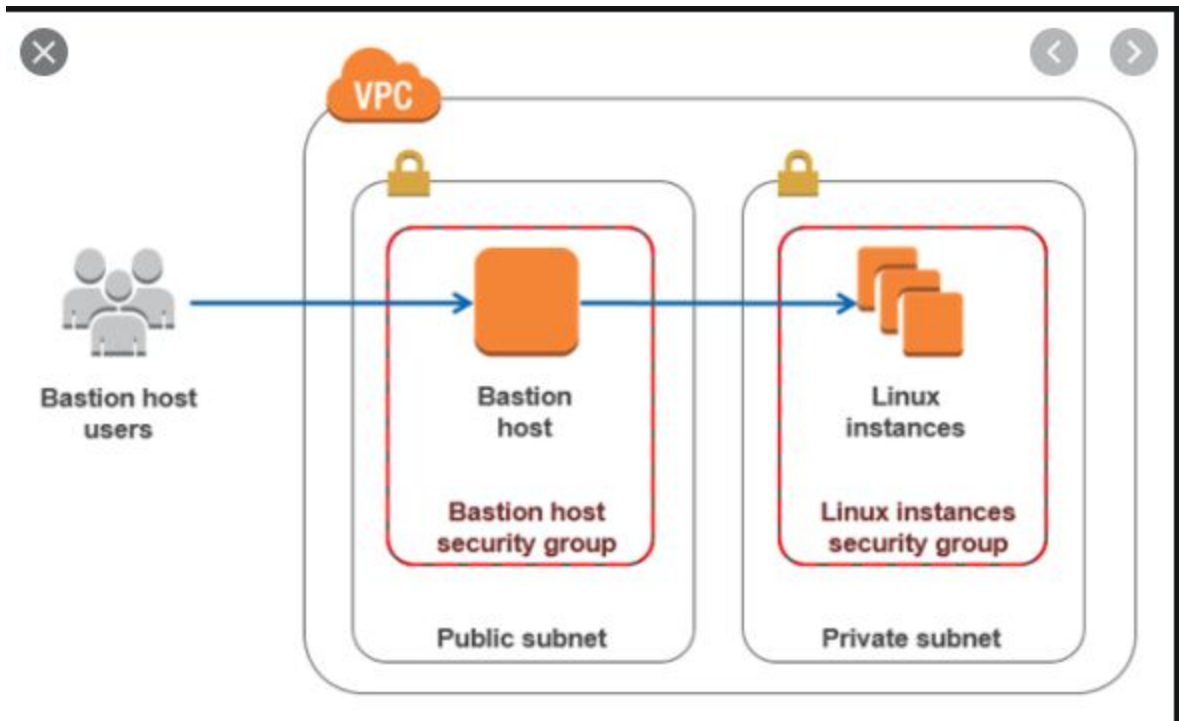 VPC
Bastion host
users
Bastion
host
Bastion host
security group
Public subnet
Linux
instances
Linux instances
security group
Private subnet